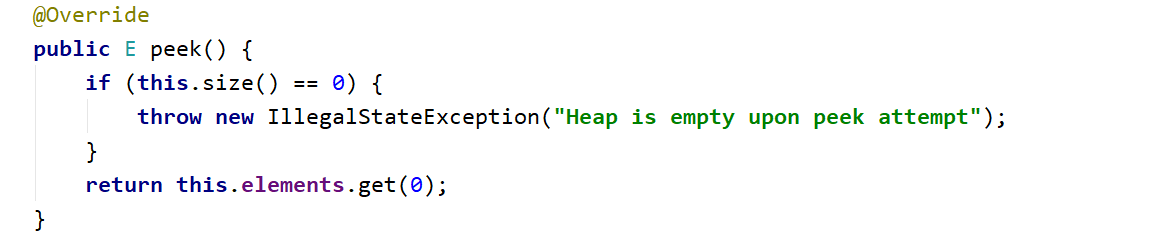 @Override
public E peek() {
    if (this.size() == 0) {
        throw new IllegalStateException("Heap is empty upon peek attempt");
    }
    return this.elements.get(0);
}